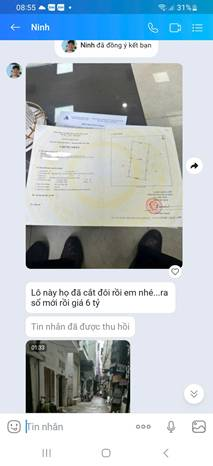 08:55
31%
Ninh
Ninh đã đồng ý kết bạn
Lô này họ đã cắt đôi rồi em nhé...ra
sổ mới rồi giá 6 tỷ
Tin nhắn đã được thu hồi
01:33
Tin nhắn